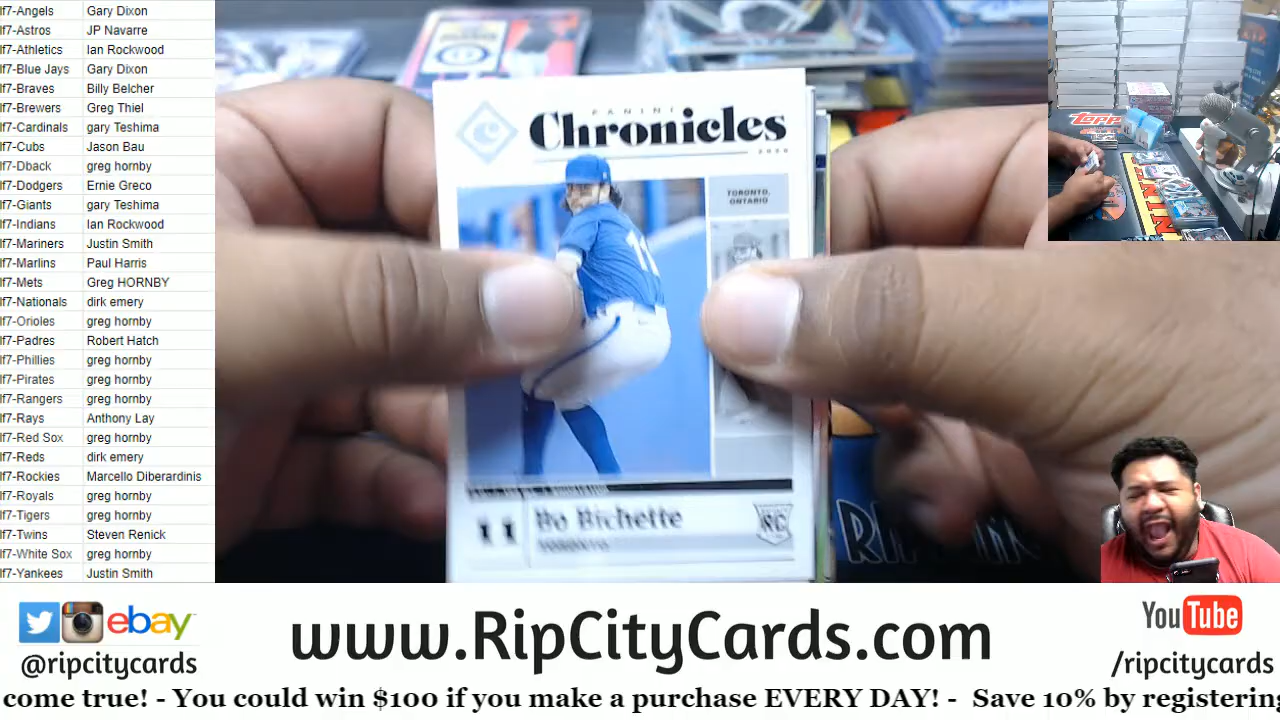 lf7-Angels Gary Dixon
lf7-Astros JP Navarre
lf7-Athletics Ian Rockwood
lf7-Blue Jays Gary Dixon
lf7-Braves Billy Belcher
lf7-Brewers Greg Thiel
lf7-Cardinals gary Teshima
lf7-Cubs Jason Bau
lf7-Dback greg hornby
lf7-Dodgers Ernie Greco
lf7-Giants gary Teshima
lf7-Indians Ian Rockwood
lf7-Mariners Justin Smith
lf7-Marlins Paul Harris
lf7-Mets Greg HORNBY
lf7-Nationals dirk emery
lf7-Orioles greg hornby
lf7-Padres Robert Hatch
lf7-Phillies greg hornby
lf7-Pirates greg hornby
lf7-Rangers greg hornby
lf7-Rays Anthony Lay
lf7-Red Sox greg hornby
lf7-Reds dirk emery
lf7-Rockies Marcello Diberardinis
lf7-Royals greg hornby
lf7-Tigers greg hornby
lf7-Twins Steven Renick
lf7-White Sox greg hornby
lf7-Yankees Justin Smith
PANINI
Chronicles
2020
TORONTO,
ONTARIO
11
Bo Bichette
TORONTO
RC
TOPPS
ebay
@ripcitycards
www.RipCityCards.com
YouTube
/ripcitycards
come true! - You could win $100 if you make a purchase EVERY DAY! - Save 10% by registering